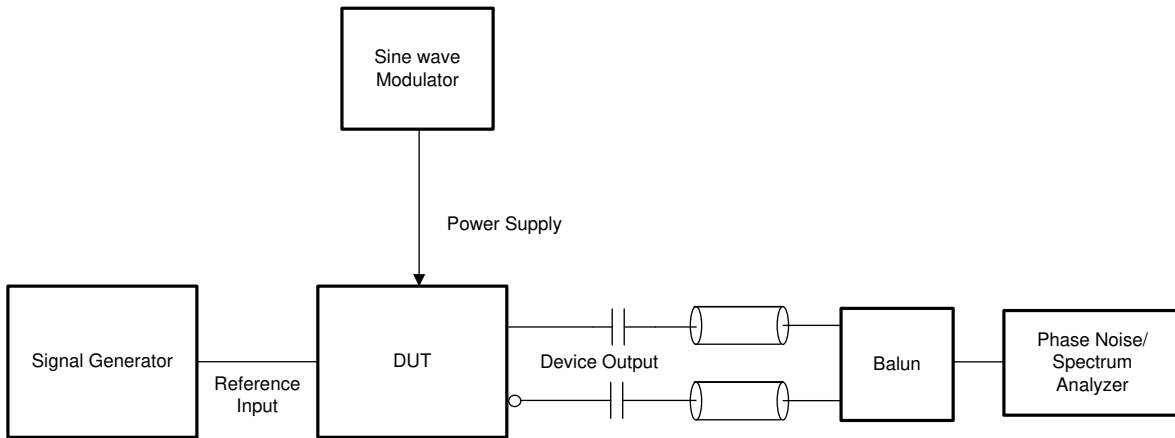 Sine wave
Modulator
Power Supply
Signal Generator
Reference
Input
DUT
Device Output
Balun
Phase Noise/
Spectrum
Analyzer